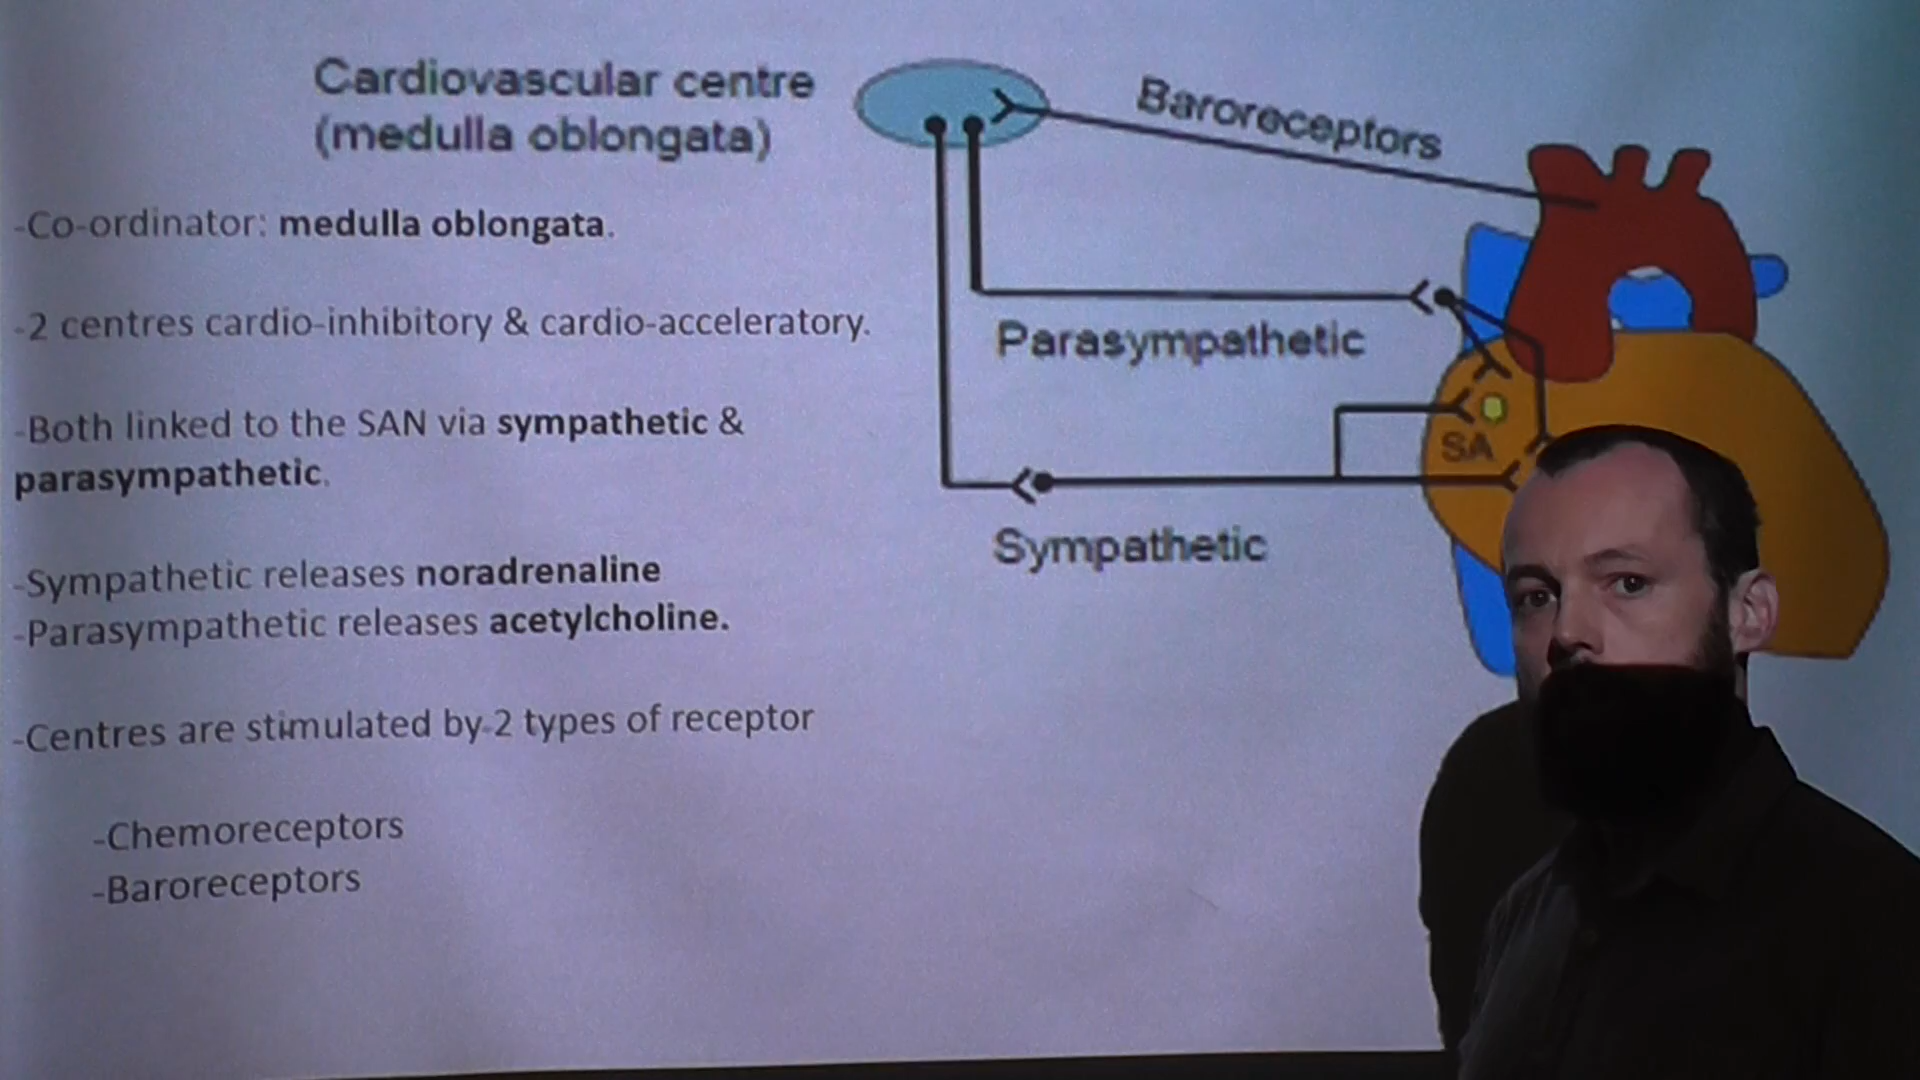 Cardiovascular centre
(medulla oblongata)
Baroreceptors
-Co-ordinator: medulla oblongata.
-2 centres cardio-inhibitory & cardio-acceleratory.
Parasympathetic
-Both linked to the SAN via sympathetic &
parasympathetic.
SA
Sympathetic
-Sympathetic releases noradrenaline
-Parasympathetic releases acetylcholine.
-Centres are stimulated by 2 types of receptor
-Chemoreceptors
-Baroreceptors